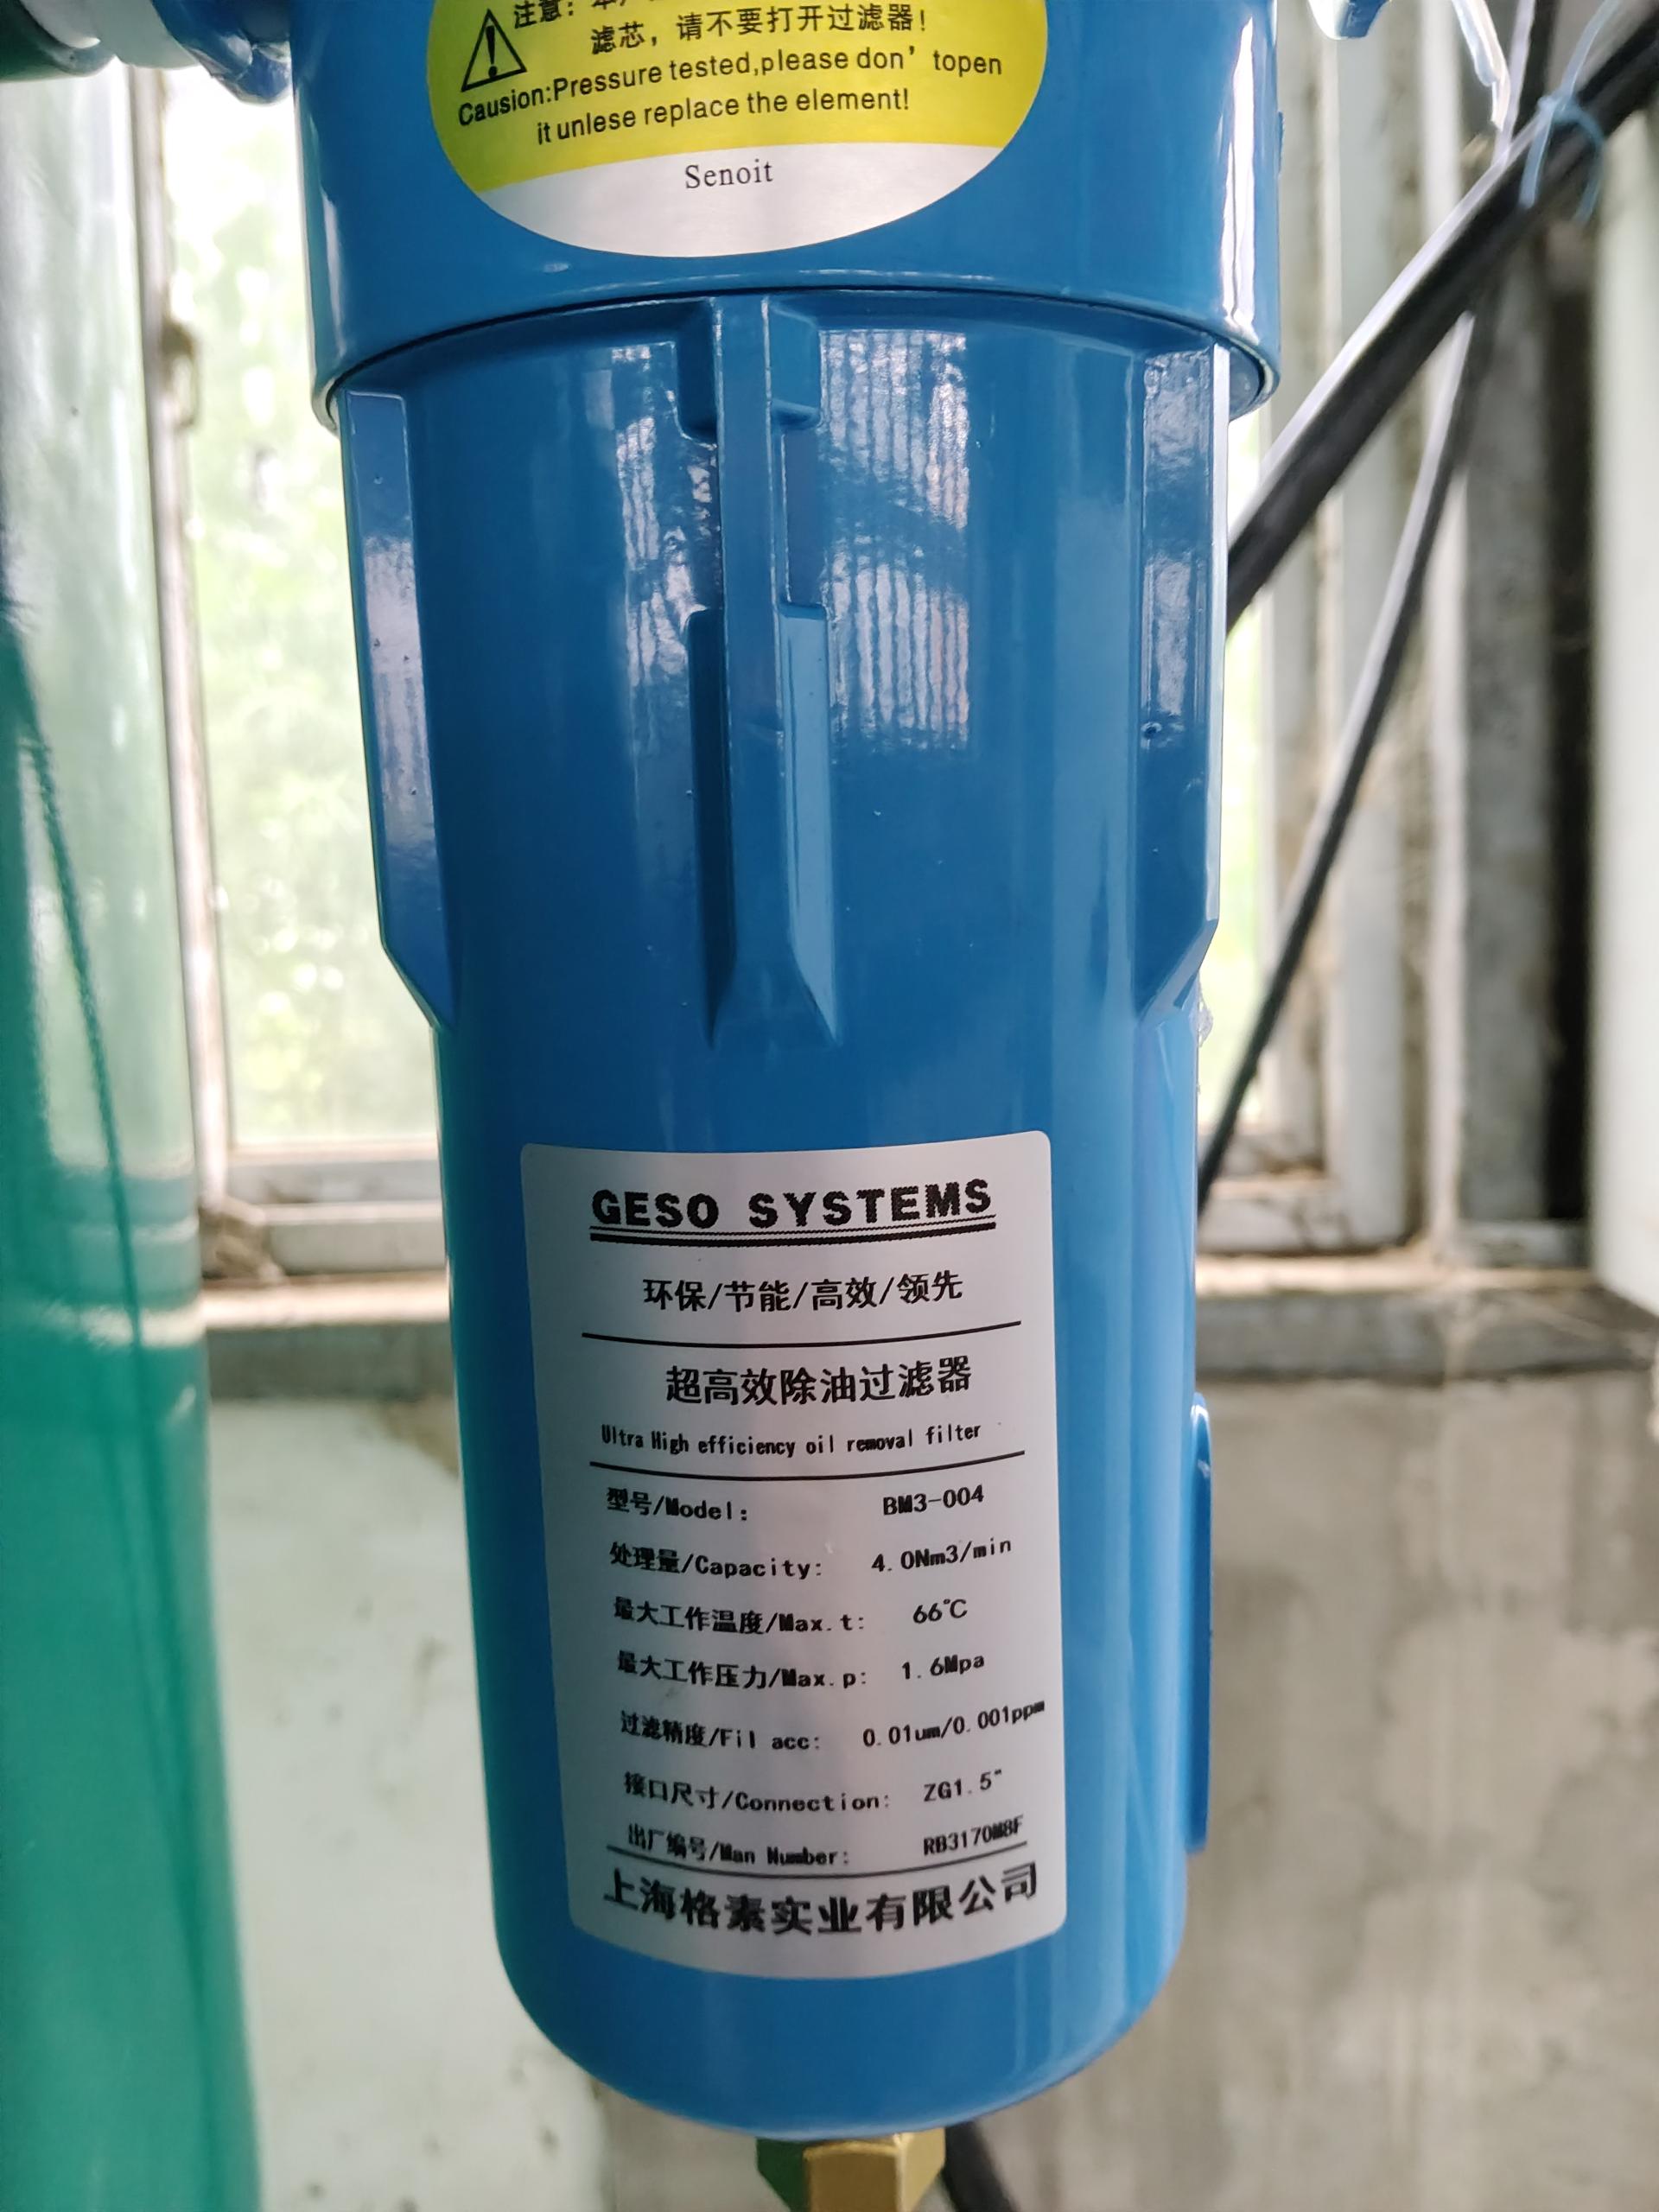 注意：本产
滤芯，请不要打开过滤器！
Causion:Pressure tested,please don' topen
it unlese replace the element!
Senoit
GESO SYSTEMS
环保/节能/高效/领先
超高效除油过滤器
Ultra High efficiency oil removal filter
型号/Model: BM3-004
处理量/Capacity: 4.0Nm3/min
最大工作温度/Max.t: 66℃
最大工作压力/Max.p: 1.6Mpa
过滤精度/Fil acc: 0.01um/0.001ppm
接口尺寸/Connection: ZG1.5"
出厂编号/Man Number: RB3170M8F
上海格素实业有限公司